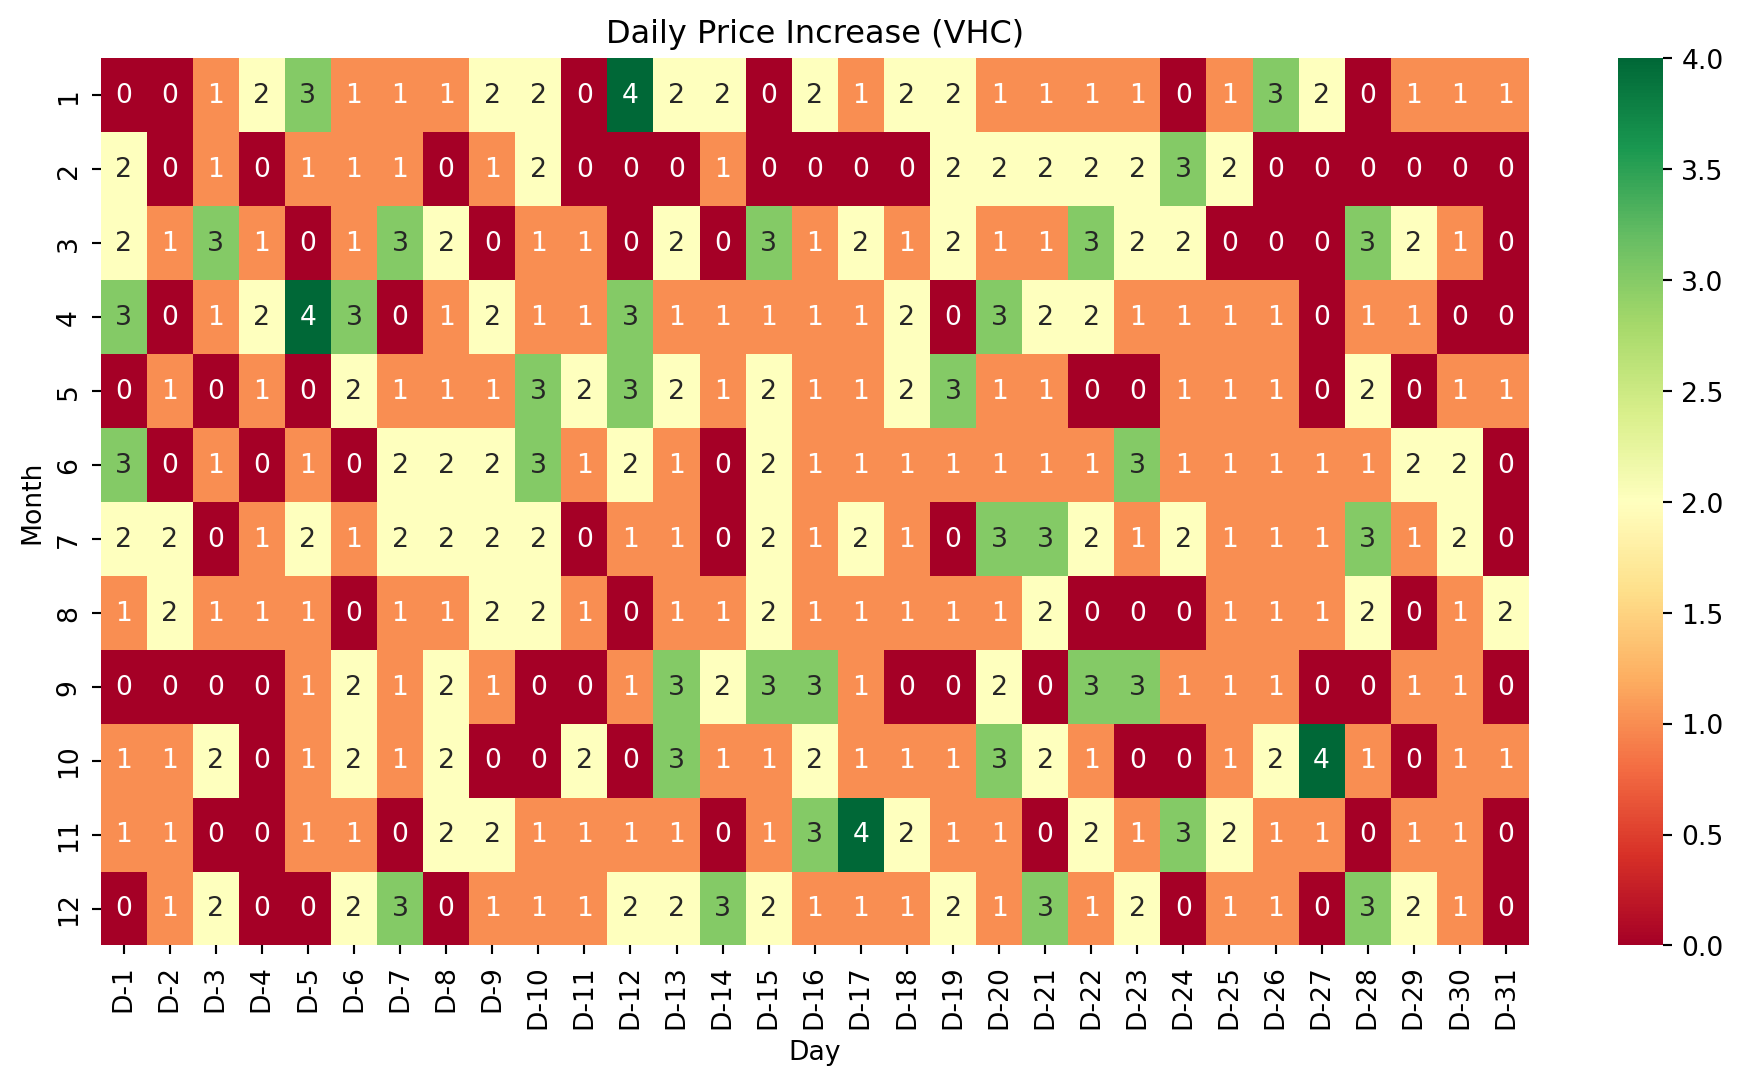 Daily Price Increase (VHC)
1 0 0 1 2 3 1 1 1 2 2 0 4 2 2 0 2 1 2 2 1 1 1 1 0 1 3 2 0 1 1 1 4.0
2 2 0 1 0 1 1 1 0 1 2 0 0 0 1 0 0 0 0 2 2 2 2 2 3 2 0 0 0 0 0 0 3.5
3 2 1 3 1 0 1 3 2 0 1 1 0 2 0 3 1 2 1 2 1 1 3 2 2 0 0 0 3 2 1 0 3.0
4 3 0 1 2 4 3 0 1 2 1 1 3 1 1 1 1 1 2 0 3 2 2 1 1 1 1 0 1 1 0 0
5 0 1 0 1 0 2 1 1 1 3 2 3 2 1 2 1 1 2 3 1 1 0 0 1 1 1 0 2 0 1 1 2.5
6 3 0 1 0 1 0 2 2 2 3 1 2 1 0 2 1 1 1 1 1 1 1 3 1 1 1 1 1 2 2 0 2.0
Month
7 2 2 0 1 2 1 2 2 2 2 0 1 1 0 2 1 2 1 0 3 3 2 1 2 1 1 1 3 1 2 0
8 1 2 1 1 1 0 1 1 2 2 1 0 1 1 2 1 1 1 1 1 2 0 0 0 1 1 1 2 0 1 2 1.5
9 0 0 0 0 1 2 1 2 1 0 0 1 3 2 3 3 1 0 0 2 0 3 3 1 1 1 0 0 1 1 0 1.0
10 1 1 2 0 1 2 1 2 0 0 2 0 3 1 1 2 1 1 1 3 2 1 0 0 1 2 4 1 0 1 1
11 1 1 0 0 1 1 0 2 2 1 1 1 1 0 1 3 4 2 1 1 0 2 1 3 2 1 1 0 1 1 0 0.5
12 0 1 2 0 0 2 3 0 1 1 1 2 2 3 2 1 1 1 2 1 3 1 2 0 1 1 0 3 2 1 0 0.0
D-1 D-2 D-3 D-4 D-5 D-6 D-7 D-8 D-9 D-10 D-11 D-12 D-13 D-14 D-15 D-16 D-17 D-18 D-19 D-20 D-21 D-22 D-23 D-24 D-25 D-26 D-27 D-28 D-29 D-30 D-31
Day